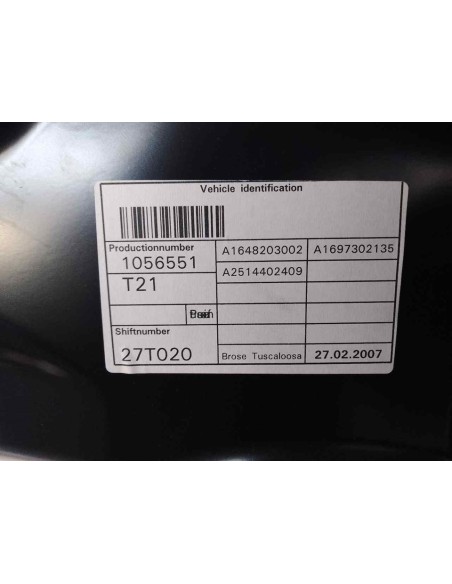 Vehicle identification
Productionnumber
1056551
A1648203002 A1697302135
T21
A2514402409
Shiftnumber
27T020
Brose Tuscaloosa 27.02.2007